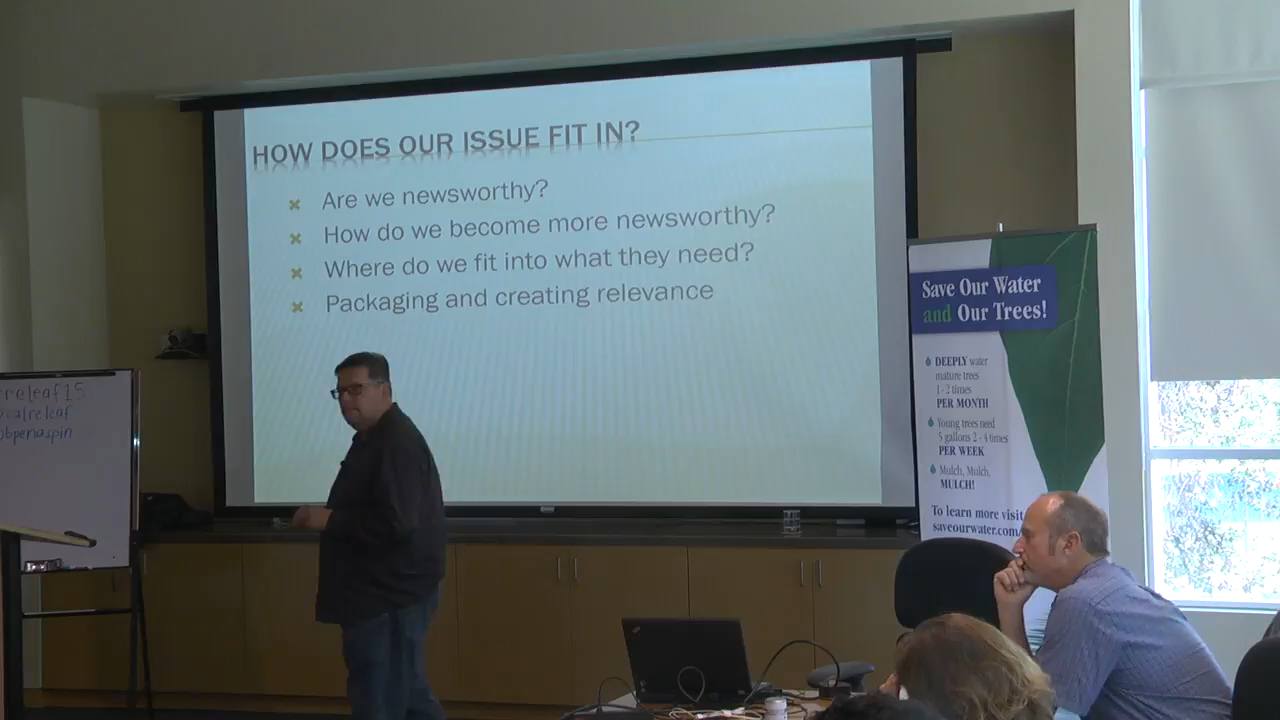 HOW DOES OUR ISSUE FIT IN?
Are we newsworthy?
How do we become more newsworthy?
Where do we fit into what they need?
Packaging and creating relevance
releaf15
calreleaf
bpenaspin
Save Our Water
and Our Trees!
DEEPLY water
mature trees
1 - 2 times
PER MONTH
Young trees need
5 gallons 2 - 4 times
PER WEEK
Mulch, Mulch,
MULCH!
To learn more visit
saveourwater.com/